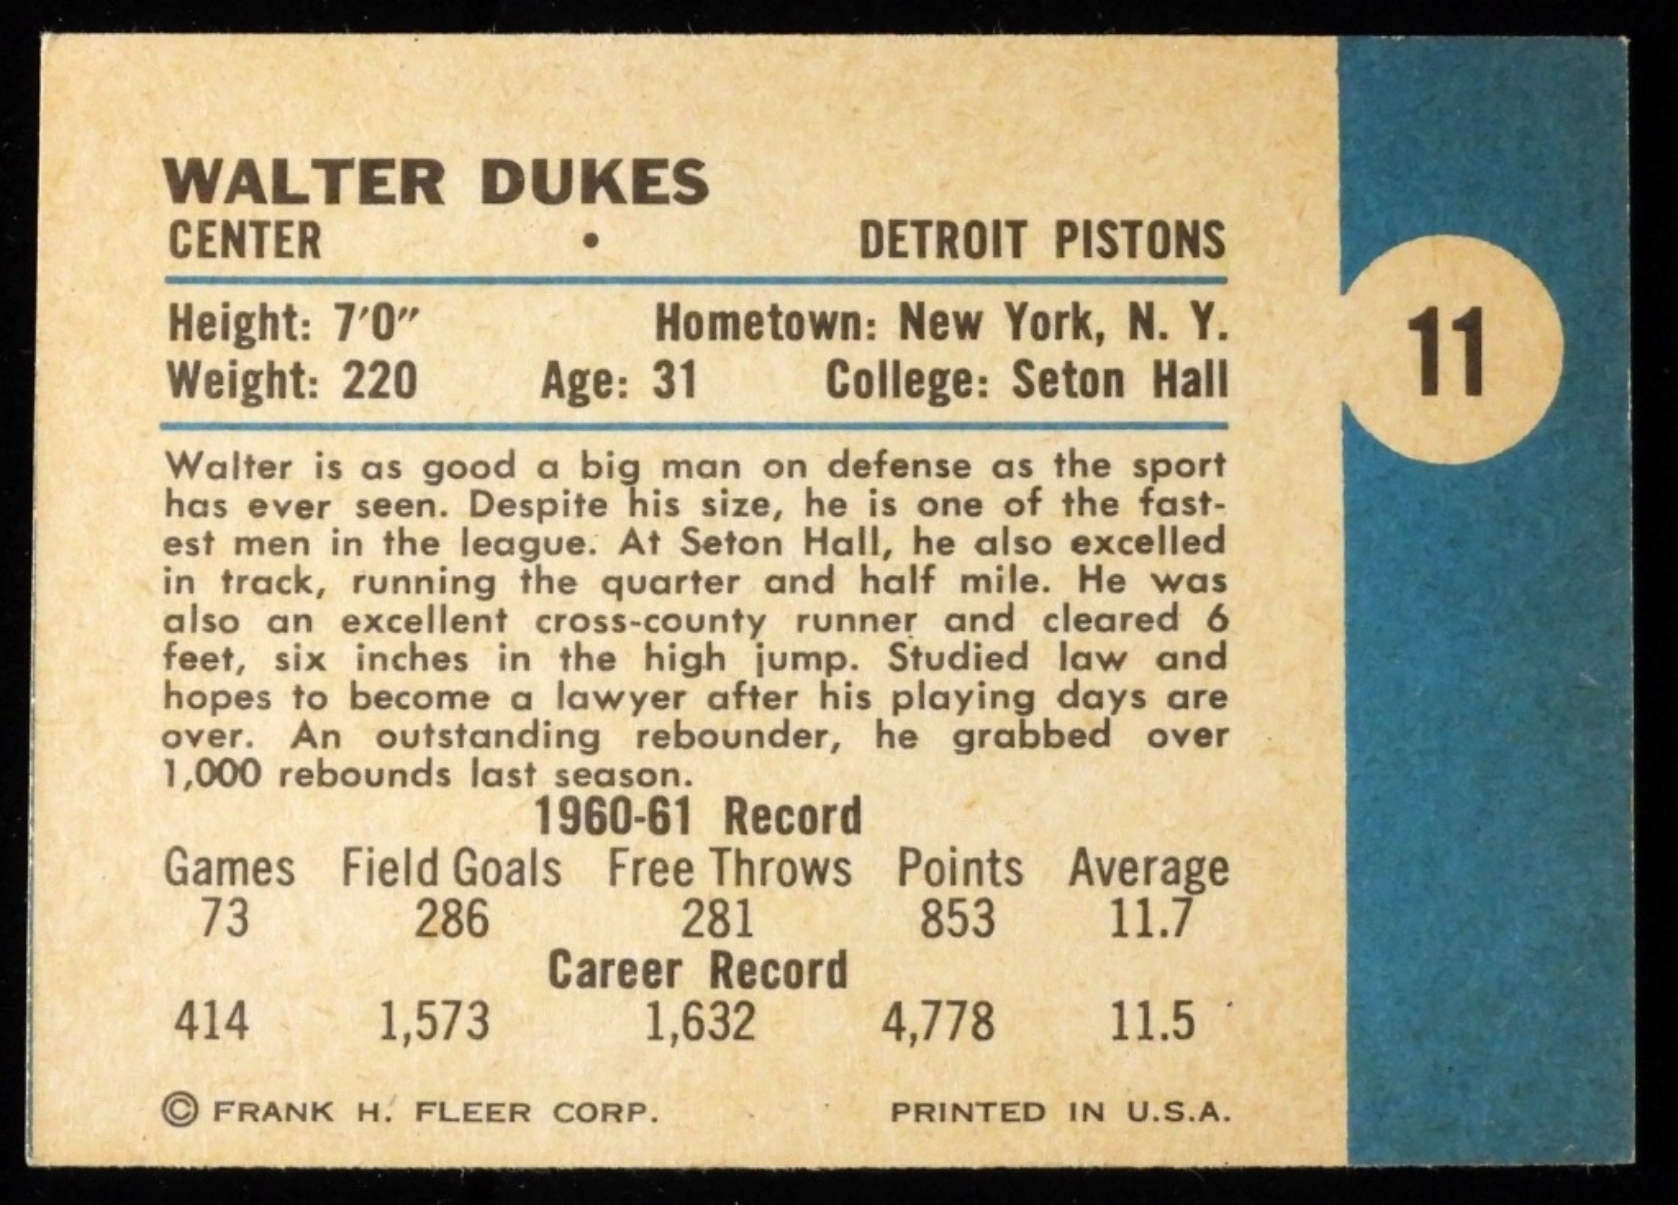 WALTER DUKES
CENTER • DETROIT PISTONS
Height: 7'0" Hometown: New York, N. Y.
Weight: 220 Age: 31 College: Seton Hall
11
Walter is as good a big man on defense as the sport
has ever seen. Despite his size, he is one of the fast-
est men in the league. At Seton Hall, he also excelled
in track, running the quarter and half mile. He was
also an excellent cross-county runner and cleared 6
feet, six inches in the high jump. Studied law and
hopes to become a lawyer after his playing days are
over. An outstanding rebounder, he grabbed over
1,000 rebounds last season.
1960-61 Record
Games Field Goals Free Throws Points Average
73 286 281 853 11.7
Career Record
414 1,573 1,632 4,778 11.5
© FRANK H. FLEER CORP. PRINTED IN U.S.A.